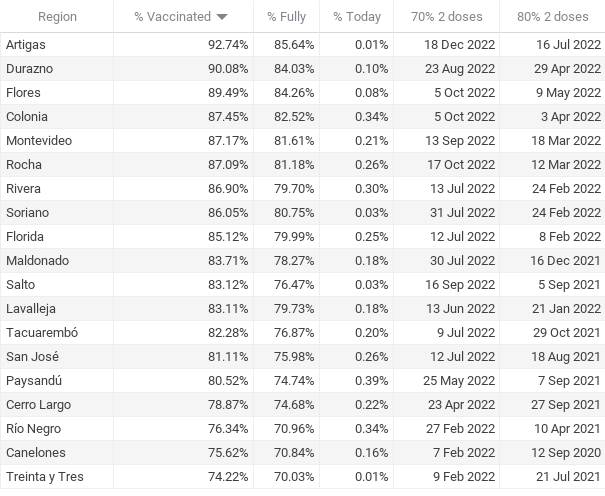 Region % Vaccinated % Fully % Today 70% 2 doses 80% 2 doses
Artigas 92.74% 85.64% 0.01% 18 Dec 2022 16 Jul 2022
Durazno 90.08% 84.03% 0.10% 23 Aug 2022 29 Apr 2022
Flores 89.49% 84.26% 0.08% 5 Oct 2022 9 May 2022
Colonia 87.45% 82.52% 0.34% 5 Oct 2022 3 Apr 2022
Montevideo 87.17% 81.61% 0.21% 13 Sep 2022 18 Mar 2022
Rocha 87.09% 81.18% 0.26% 17 Oct 2022 12 Mar 2022
Rivera 86.90% 79.70% 0.30% 13 Jul 2022 24 Feb 2022
Soriano 86.05% 80.75% 0.03% 31 Jul 2022 24 Feb 2022
Florida 85.12% 79.99% 0.25% 12 Jul 2022 8 Feb 2022
Maldonado 83.71% 78.27% 0.18% 30 Jul 2022 16 Dec 2021
Salto 83.12% 76.47% 0.03% 16 Sep 2022 5 Sep 2021
Lavalleja 83.11% 79.73% 0.18% 13 Jun 2022 21 Jan 2022
Tacuarembó 82.28% 76.87% 0.20% 9 Jul 2022 29 Oct 2021
San José 81.11% 75.98% 0.26% 12 Jul 2022 18 Aug 2021
Paysandú 80.52% 74.74% 0.39% 25 May 2022 7 Sep 2021
Cerro Largo 78.87% 74.68% 0.22% 23 Apr 2022 27 Sep 2021
Río Negro 76.34% 70.96% 0.34% 27 Feb 2022 10 Apr 2021
Canelones 75.62% 70.84% 0.16% 7 Feb 2022 12 Sep 2020
Treinta y Tres 74.22% 70.03% 0.01% 9 Feb 2022 21 Jul 2021